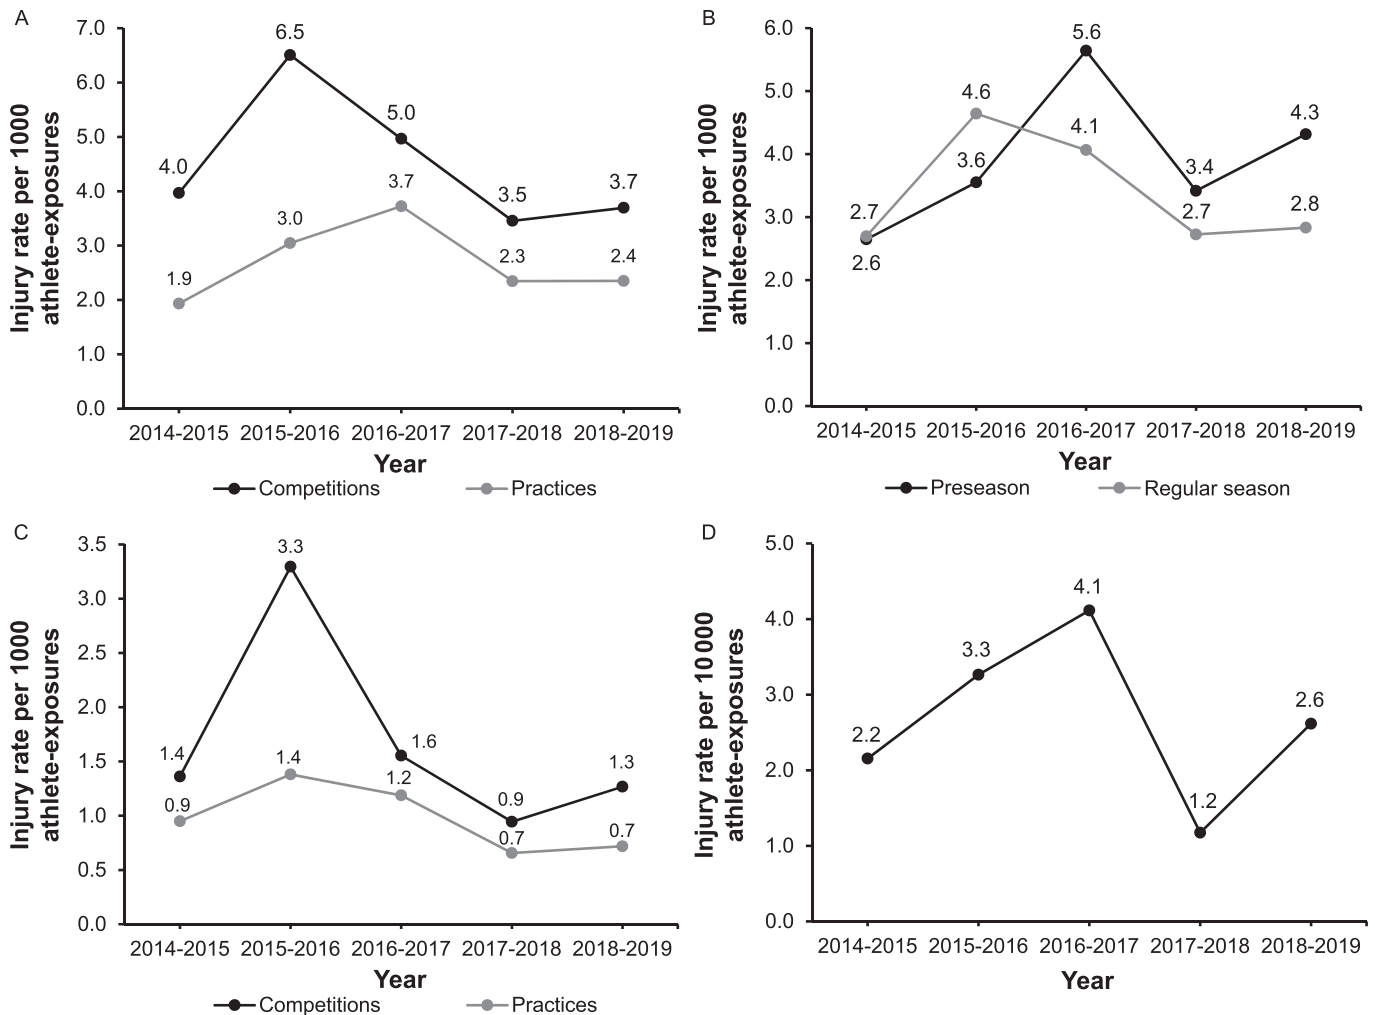 A
Injury rate per 1000
athlete-exposures
7.0
6.0
5.0
4.0
3.0
2.0
1.0
0.0
4.0
6.5
5.0
3.5
3.7
1.9
3.0
3.7
2.3
2.4
2014-2015 2015-2016 2016-2017 2017-2018 2018-2019
Year
Competitions Practices
B
Injury rate per 1000
athlete-exposures
6.0
5.0
4.0
3.0
2.0
1.0
0.0
2.6
3.6
5.6
3.4
4.3
2.7
4.6
4.1
2.7
2.8
2014-2015 2015-2016 2016-2017 2017-2018 2018-2019
Year
Preseason Regular season
C
Injury rate per 1000
athlete-exposures
3.5
3.0
2.5
2.0
1.5
1.0
0.5
0.0
1.4
3.3
1.6
0.9
1.3
0.9
1.4
1.2
0.7
0.7
2014-2015 2015-2016 2016-2017 2017-2018 2018-2019
Year
Competitions Practices
D
Injury rate per 10 000
athlete-exposures
5.0
4.0
3.0
2.0
1.0
0.0
2.2
3.3
4.1
1.2
2.6
2014-2015 2015-2016 2016-2017 2017-2018 2018-2019
Year